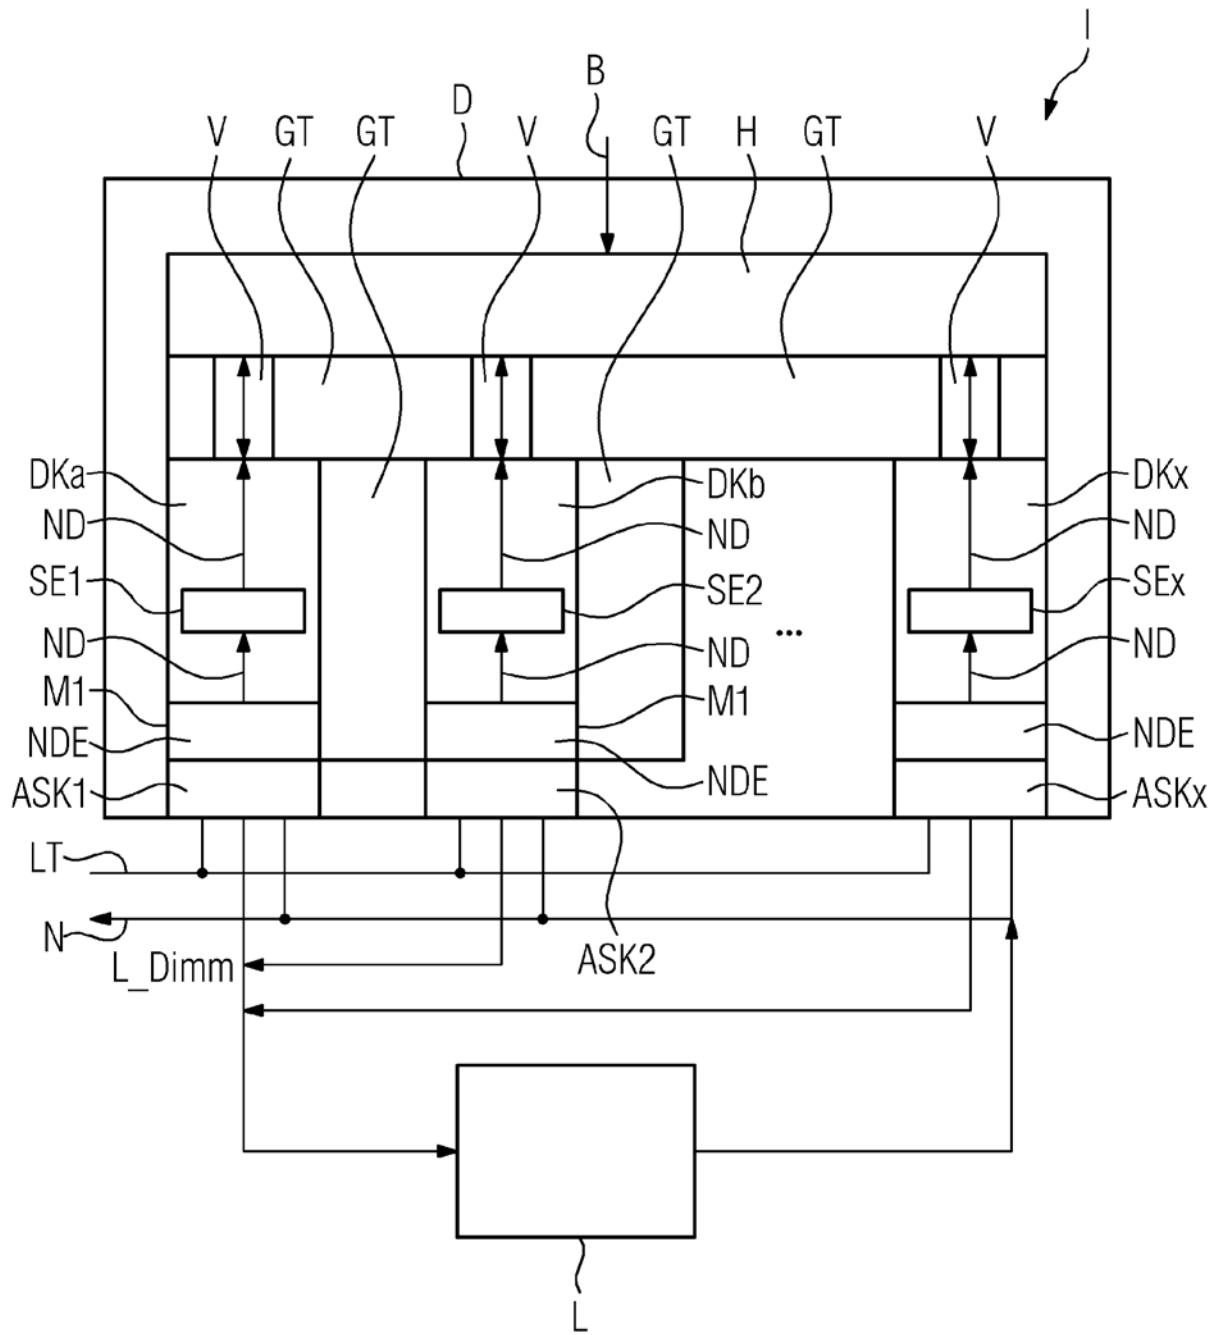 I
B
D
V GT GT V GT H GT V
DKa DKb DKx
ND ND ND
SE1 SE2 SEx
ND ND ... ND
M1 M1
NDE NDE NDE
ASK1 ASKx
LT
N ASK2
L_Dimm
L